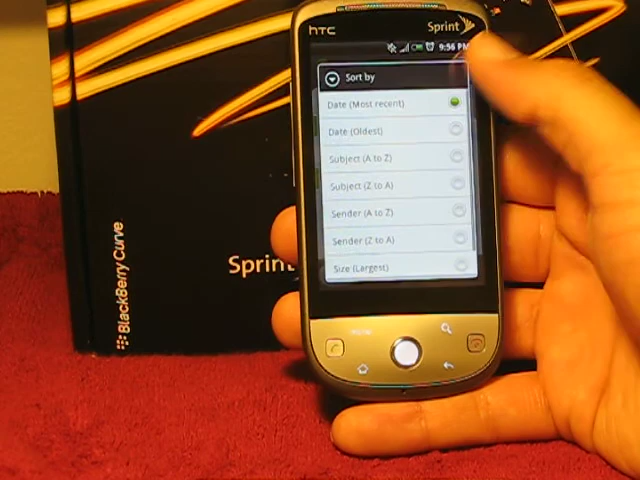 hTC
Sprint
9:56 PM
Sort by
Date (Most recent)
Date (Oldest)
Subject (A to Z)
Subject (Z to A)
Sender (A to Z)
Sender (Z to A)
Size (Largest)
Sprint
BlackBerry Curve